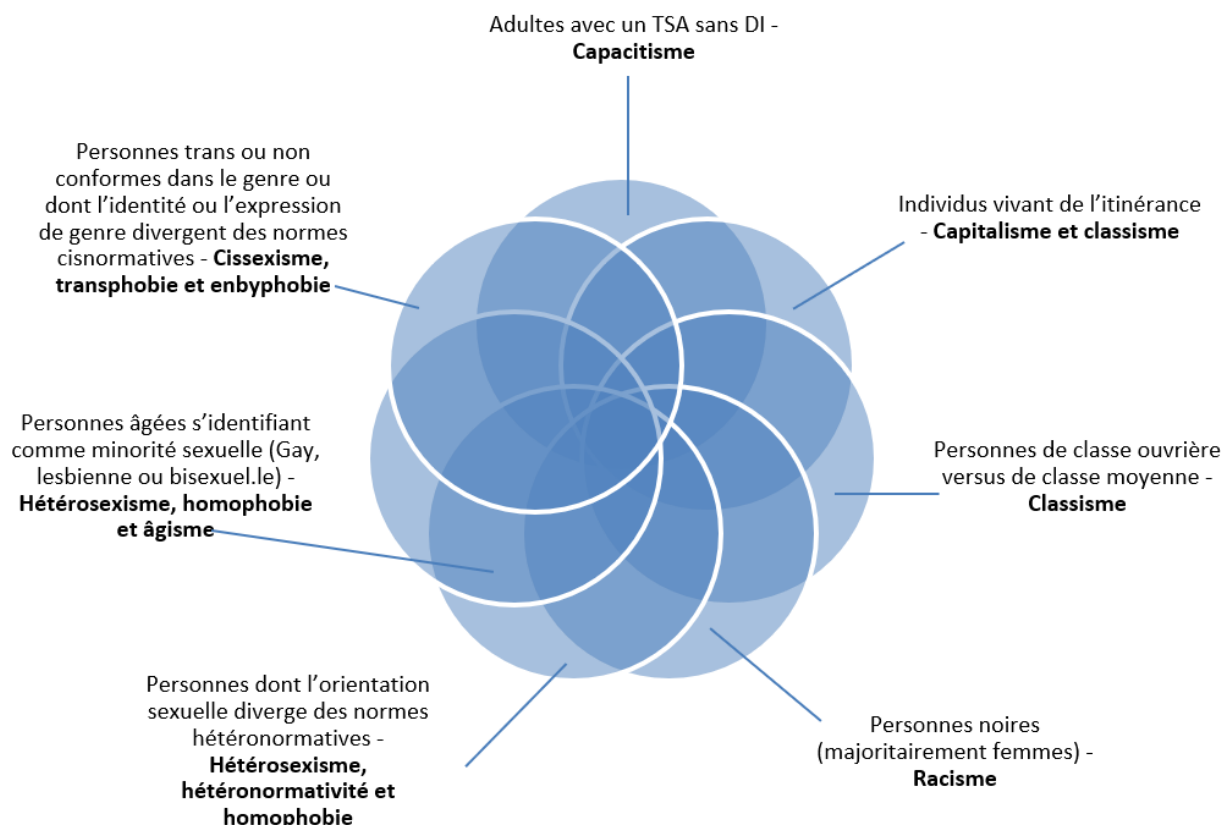 Adultes avec un TSA sans DI -
Capacitisme
Personnes trans ou non
conformes dans le genre ou
dont l’identité ou l’expression
de genre divergent des normes
cisnormatives - Cissexisme,
transphobie et enbyphobie
Individus vivant de l’itinérance
- Capitalisme et classisme
Personnes âgées s’identifiant
comme minorité sexuelle (Gay,
lesbienne ou bisexuel.le) -
Hétérosexisme, homophobie
et âgisme
Personnes de classe ouvrière
versus de classe moyenne -
Classisme
Personnes dont l’orientation
sexuelle diverge des normes
hétéronormatives -
Hétérosexisme,
hétéronormativité et
homophobie
Personnes noires
(majoritairement femmes) -
Racisme